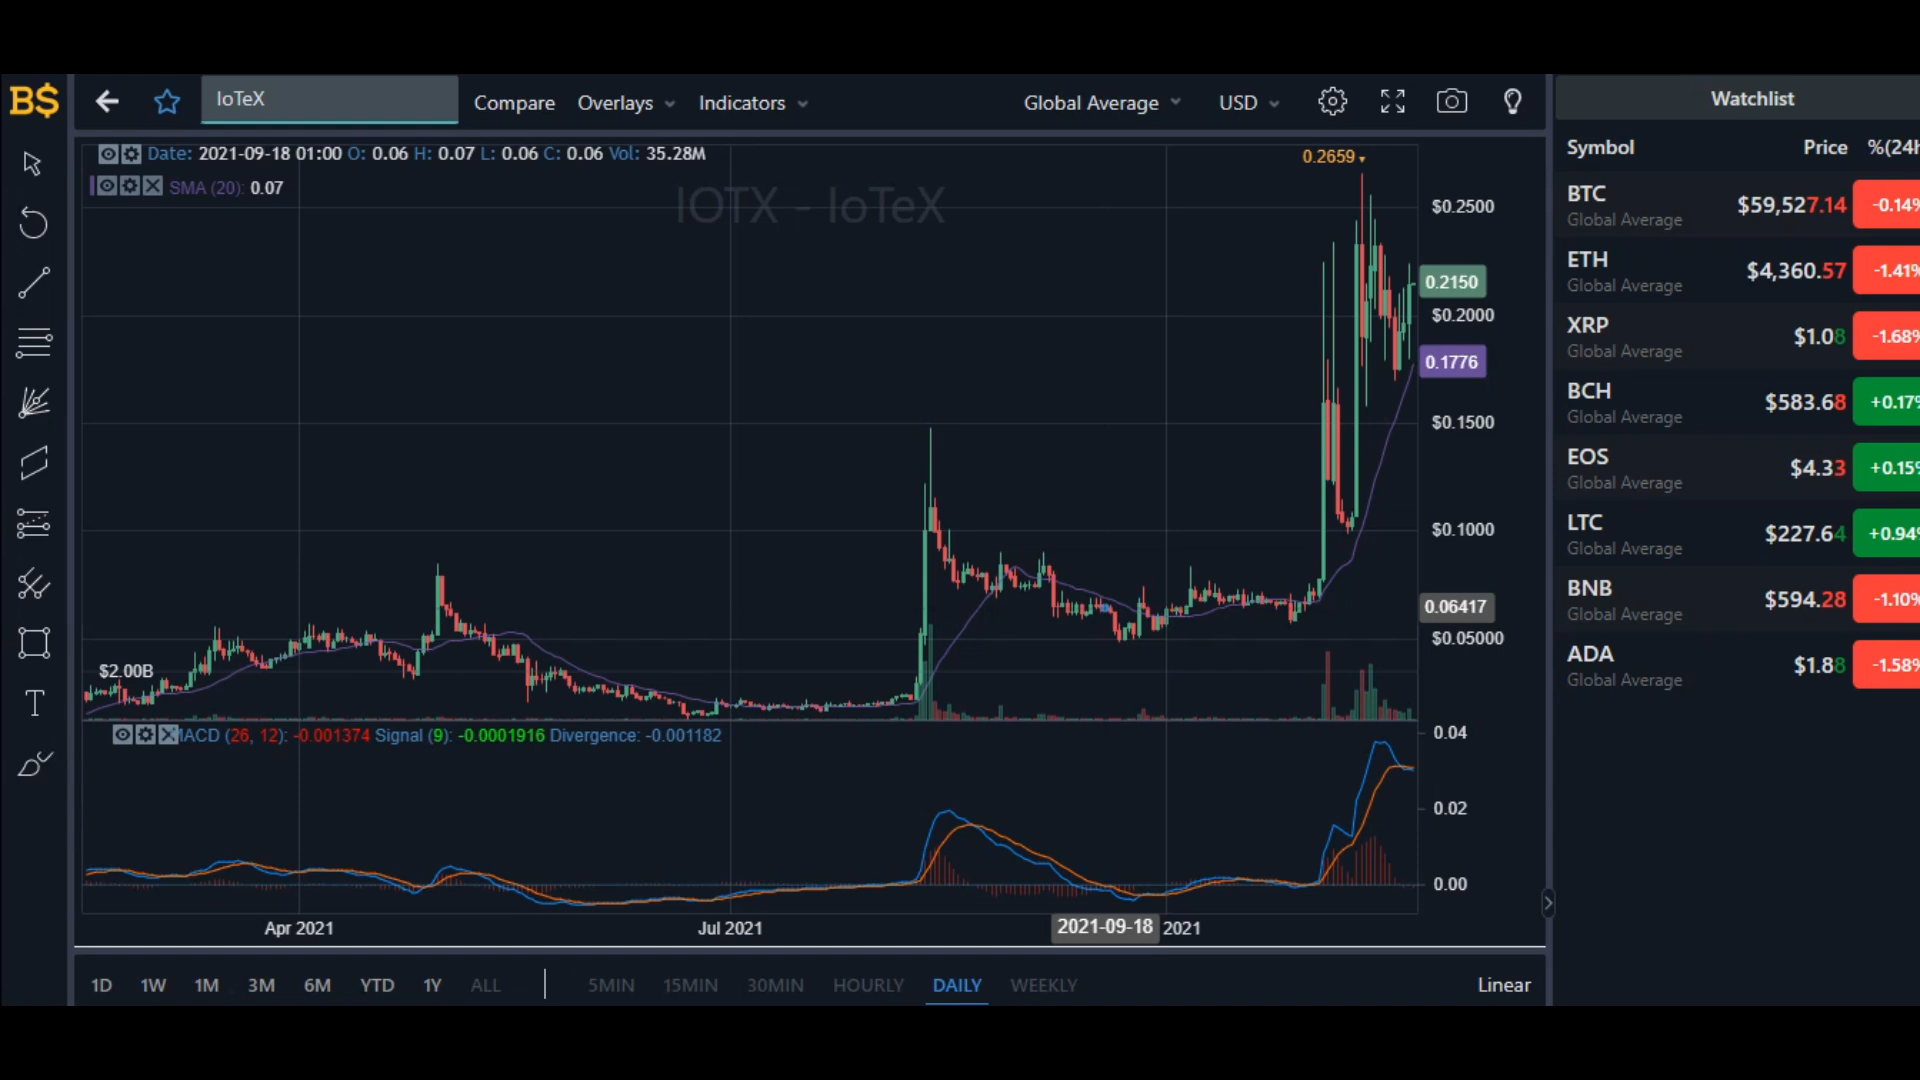 B$
IoTeX
Compare Overlays Indicators
Global Average USD
Watchlist
Date: 2021-09-18 01:00 O: 0.06 H: 0.07 L: 0.06 C: 0.06 Vol: 35.28M
SMA (20): 0.07
IOTX - IoTeX
0.2659
$0.2500
0.2150
$0.2000
0.1776
$0.1500
$0.1000
0.06417
$0.05000
$2.00B
MACD (26, 12): -0.001374 Signal (9): -0.0001916 Divergence: -0.001182
0.04
0.02
0.00
Apr 2021 Jul 2021 2021-09-18 2021
1D 1W 1M 3M 6M YTD 1Y ALL 5MIN 15MIN 30MIN HOURLY DAILY WEEKLY Linear
Symbol Price %(24h
BTC $59,527.14 -0.14%
Global Average
ETH $4,360.57 -1.41%
Global Average
XRP $1.08 -1.68%
Global Average
BCH $583.68 +0.17%
Global Average
EOS $4.33 +0.15%
Global Average
LTC $227.64 +0.94%
Global Average
BNB $594.28 -1.10%
Global Average
ADA $1.88 -1.58%
Global Average
T